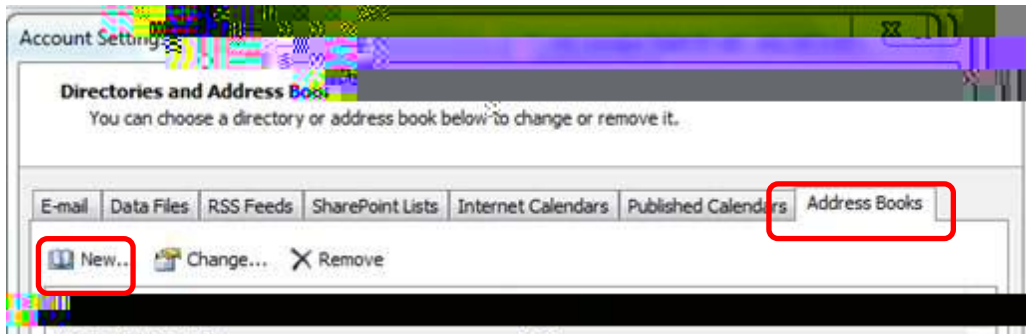 Account Settings
Directories and Address Books
You can choose a directory or address book below to change or remove it.
E-mail Data Files RSS Feeds SharePoint Lists Internet Calendars Published Calendars Address Books
New... Change... Remove